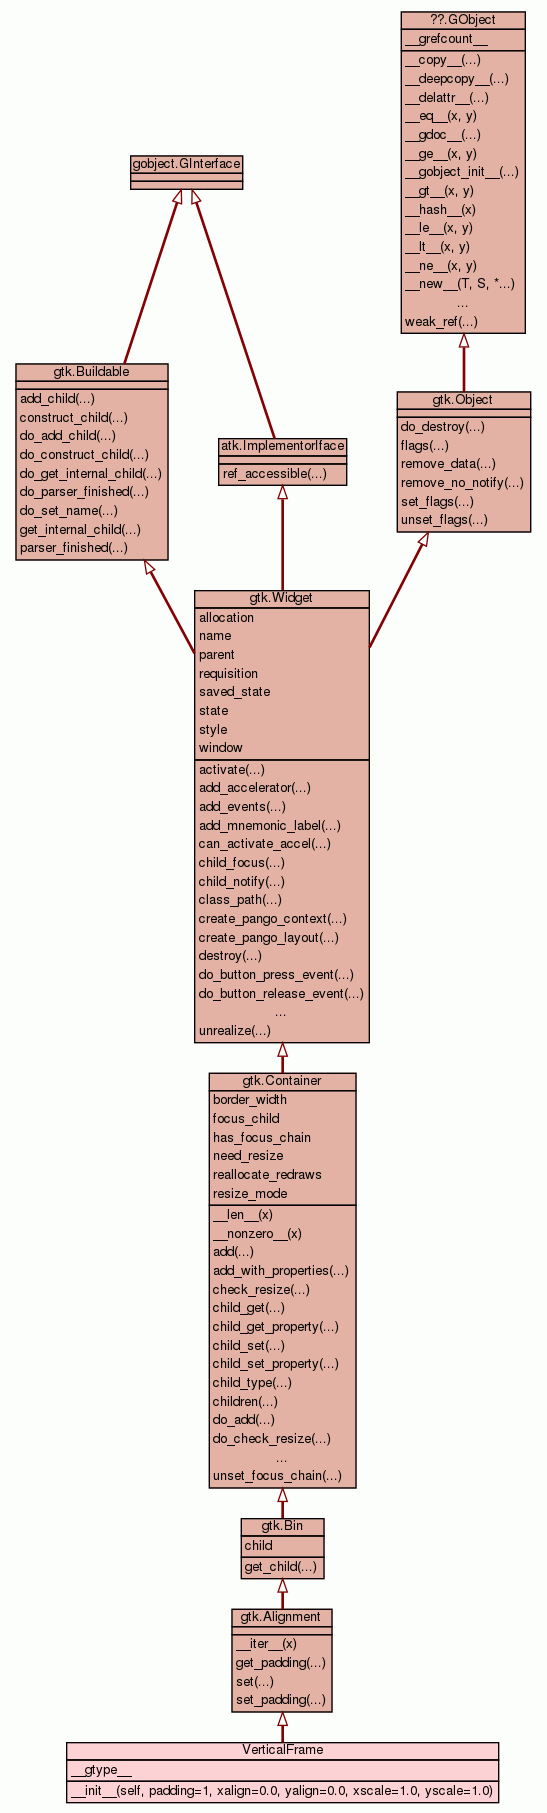 ??.GObject
__grefcount__
__copy__(...)
__deepcopy__(...)
__delattr__(...)
__eq__(x, y)
__gdoc__(...)
__ge__(x, y)
__gobject_init__(...)
__gt__(x, y)
__hash__(x)
__le__(x, y)
__lt__(x, y)
__ne__(x, y)
__new__(T, S, *...)
...
weak_ref(...)
gobject.GInterface
gtk.Buildable
add_child(...)
construct_child(...)
do_add_child(...)
do_construct_child(...)
do_get_internal_child(...)
do_parser_finished(...)
do_set_name(...)
get_internal_child(...)
parser_finished(...)
atk.ImplementorIface
ref_accessible(...)
gtk.Object
do_destroy(...)
flags(...)
remove_data(...)
remove_no_notify(...)
set_flags(...)
unset_flags(...)
gtk.Widget
allocation
name
parent
requisition
saved_state
state
style
window
activate(...)
add_accelerator(...)
add_events(...)
add_mnemonic_label(...)
can_activate_accel(...)
child_focus(...)
child_notify(...)
class_path(...)
create_pango_context(...)
create_pango_layout(...)
destroy(...)
do_button_press_event(...)
do_button_release_event(...)
...
unrealize(...)
gtk.Container
border_width
focus_child
has_focus_chain
need_resize
reallocate_redraws
resize_mode
__len__(x)
__nonzero__(x)
add(...)
add_with_properties(...)
check_resize(...)
child_get(...)
child_get_property(...)
child_set(...)
child_set_property(...)
child_type(...)
children(...)
do_add(...)
do_check_resize(...)
...
unset_focus_chain(...)
gtk.Bin
child
get_child(...)
gtk.Alignment
__iter__(x)
get_padding(...)
set(...)
set_padding(...)
VerticalFrame
__gtype__
__init__(self, padding=1, xalign=0.0, yalign=0.0, xscale=1.0, yscale=1.0)